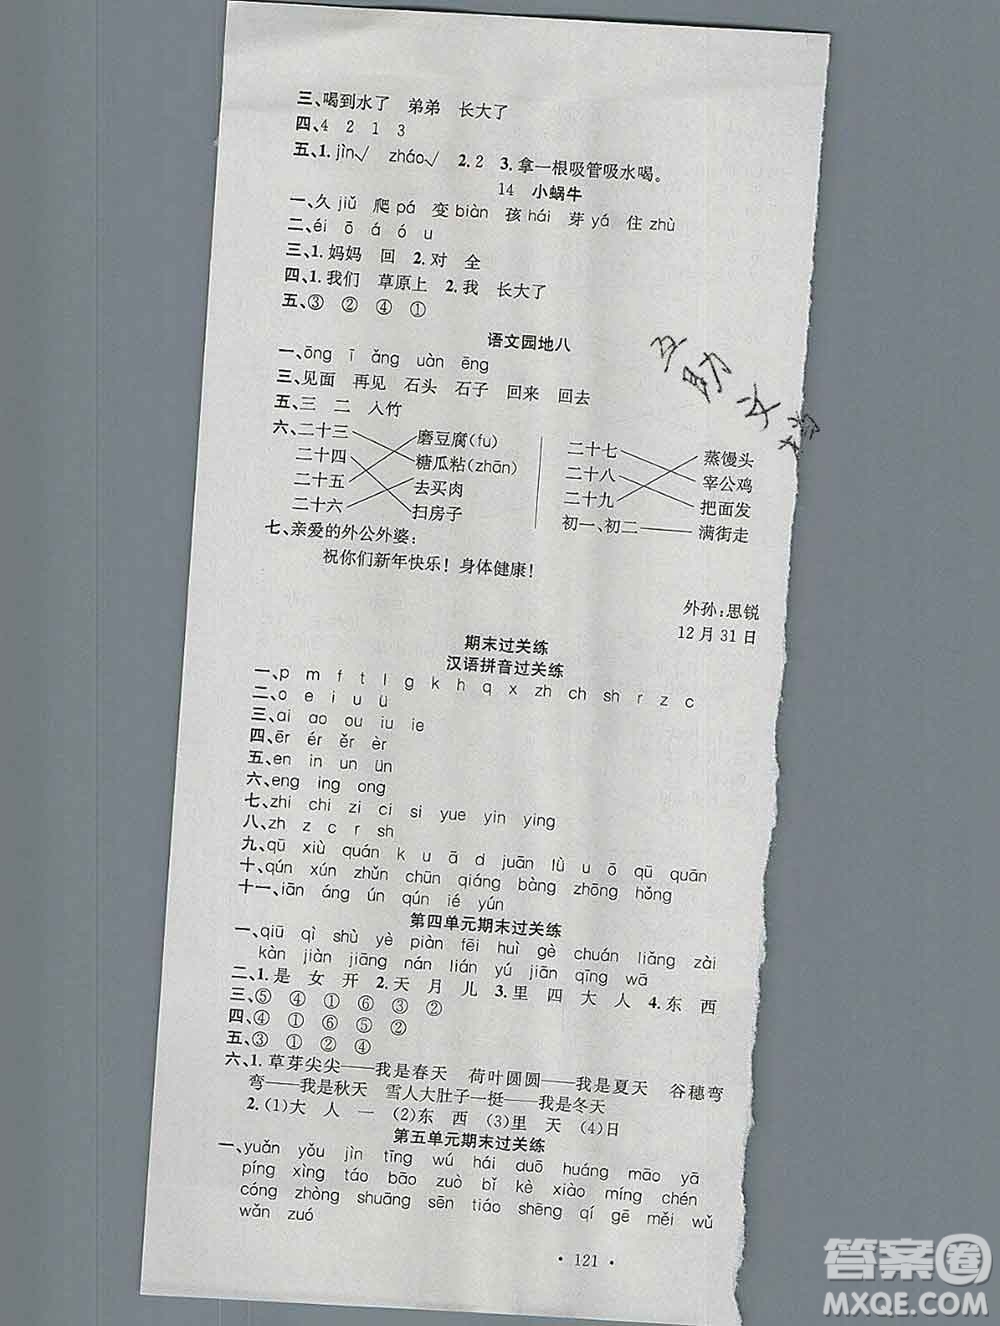 三、喝到水了 弟弟 长大了
四、4 2 1 3
五、1. jìn√ zháo√ 2. 2 3. 拿一根吸管吸水喝。
14 小蜗牛
一、久 jiǔ 爬 pá 变 biàn 孩 hái 芽 yá 住 zhù
二、éi ō á ó u
三、1. 妈妈 回 2. 对 全
四、1. 我们 草原上 2. 我 长大了
五、③ ② ④ ①
语文园地八
一、ōng ī ǎng uàn ēng
三、见面 再见 石头 石子 回来 回去
五、三 二 入竹
六、二十三 磨豆腐(fu) 二十七 蒸馒头
二十四 糖瓜粘(zhān) 二十八 宰公鸡
二十五 去买肉 二十九 把面发
二十六 扫房子 初一、初二 满街走
七、亲爱的外公外婆:
祝你们新年快乐! 身体健康!
外孙:思锐
12月31日
期末过关练
汉语拼音过关练
一、p m f t l g k h q x zh ch sh r z c
二、o e i u ü
三、ai ao ou iu ie
四、ēr ér ěr èr
五、en in un ün
六、eng ing ong
七、zhi chi zi ci si yue yin ying
八、zh z c r sh
九、qū xiù quán k u ā d juān lù u ō qū quān
十、qún xún zhǔn chūn qiáng bàng zhōng hǒng
十一、iān áng ún qún ié yún
第四单元期末过关练
一、qiū qì shù yè piàn fēi huì gè chuán liǎng zài
kàn jiàn jiāng nán lián yú jiān qīng wā
二、1. 是 女 开 2. 天 月 儿 3. 里 四 大 人 4. 东 西
三、⑤ ④ ① ⑥ ③ ②
四、④ ① ⑥ ⑤ ②
五、③ ① ② ④
六、1. 草芽尖尖——我是春天 荷叶圆圆——我是夏天 谷穗弯
弯——我是秋天 雪人大肚子一挺——我是冬天
2. (1)大 人 一 (2)东 西 (3)里 天 (4)日
第五单元期末过关练
一、yuǎn yǒu jìn tīng wú hái duō huáng māo yā
píng xìng táo bāo zuò bǐ kè xiào míng chén
cóng zhòng shuāng sēn tiáo shēng qí gē měi wǔ
wǎn zuó
· 121 ·
答案圈
MXQE.COM